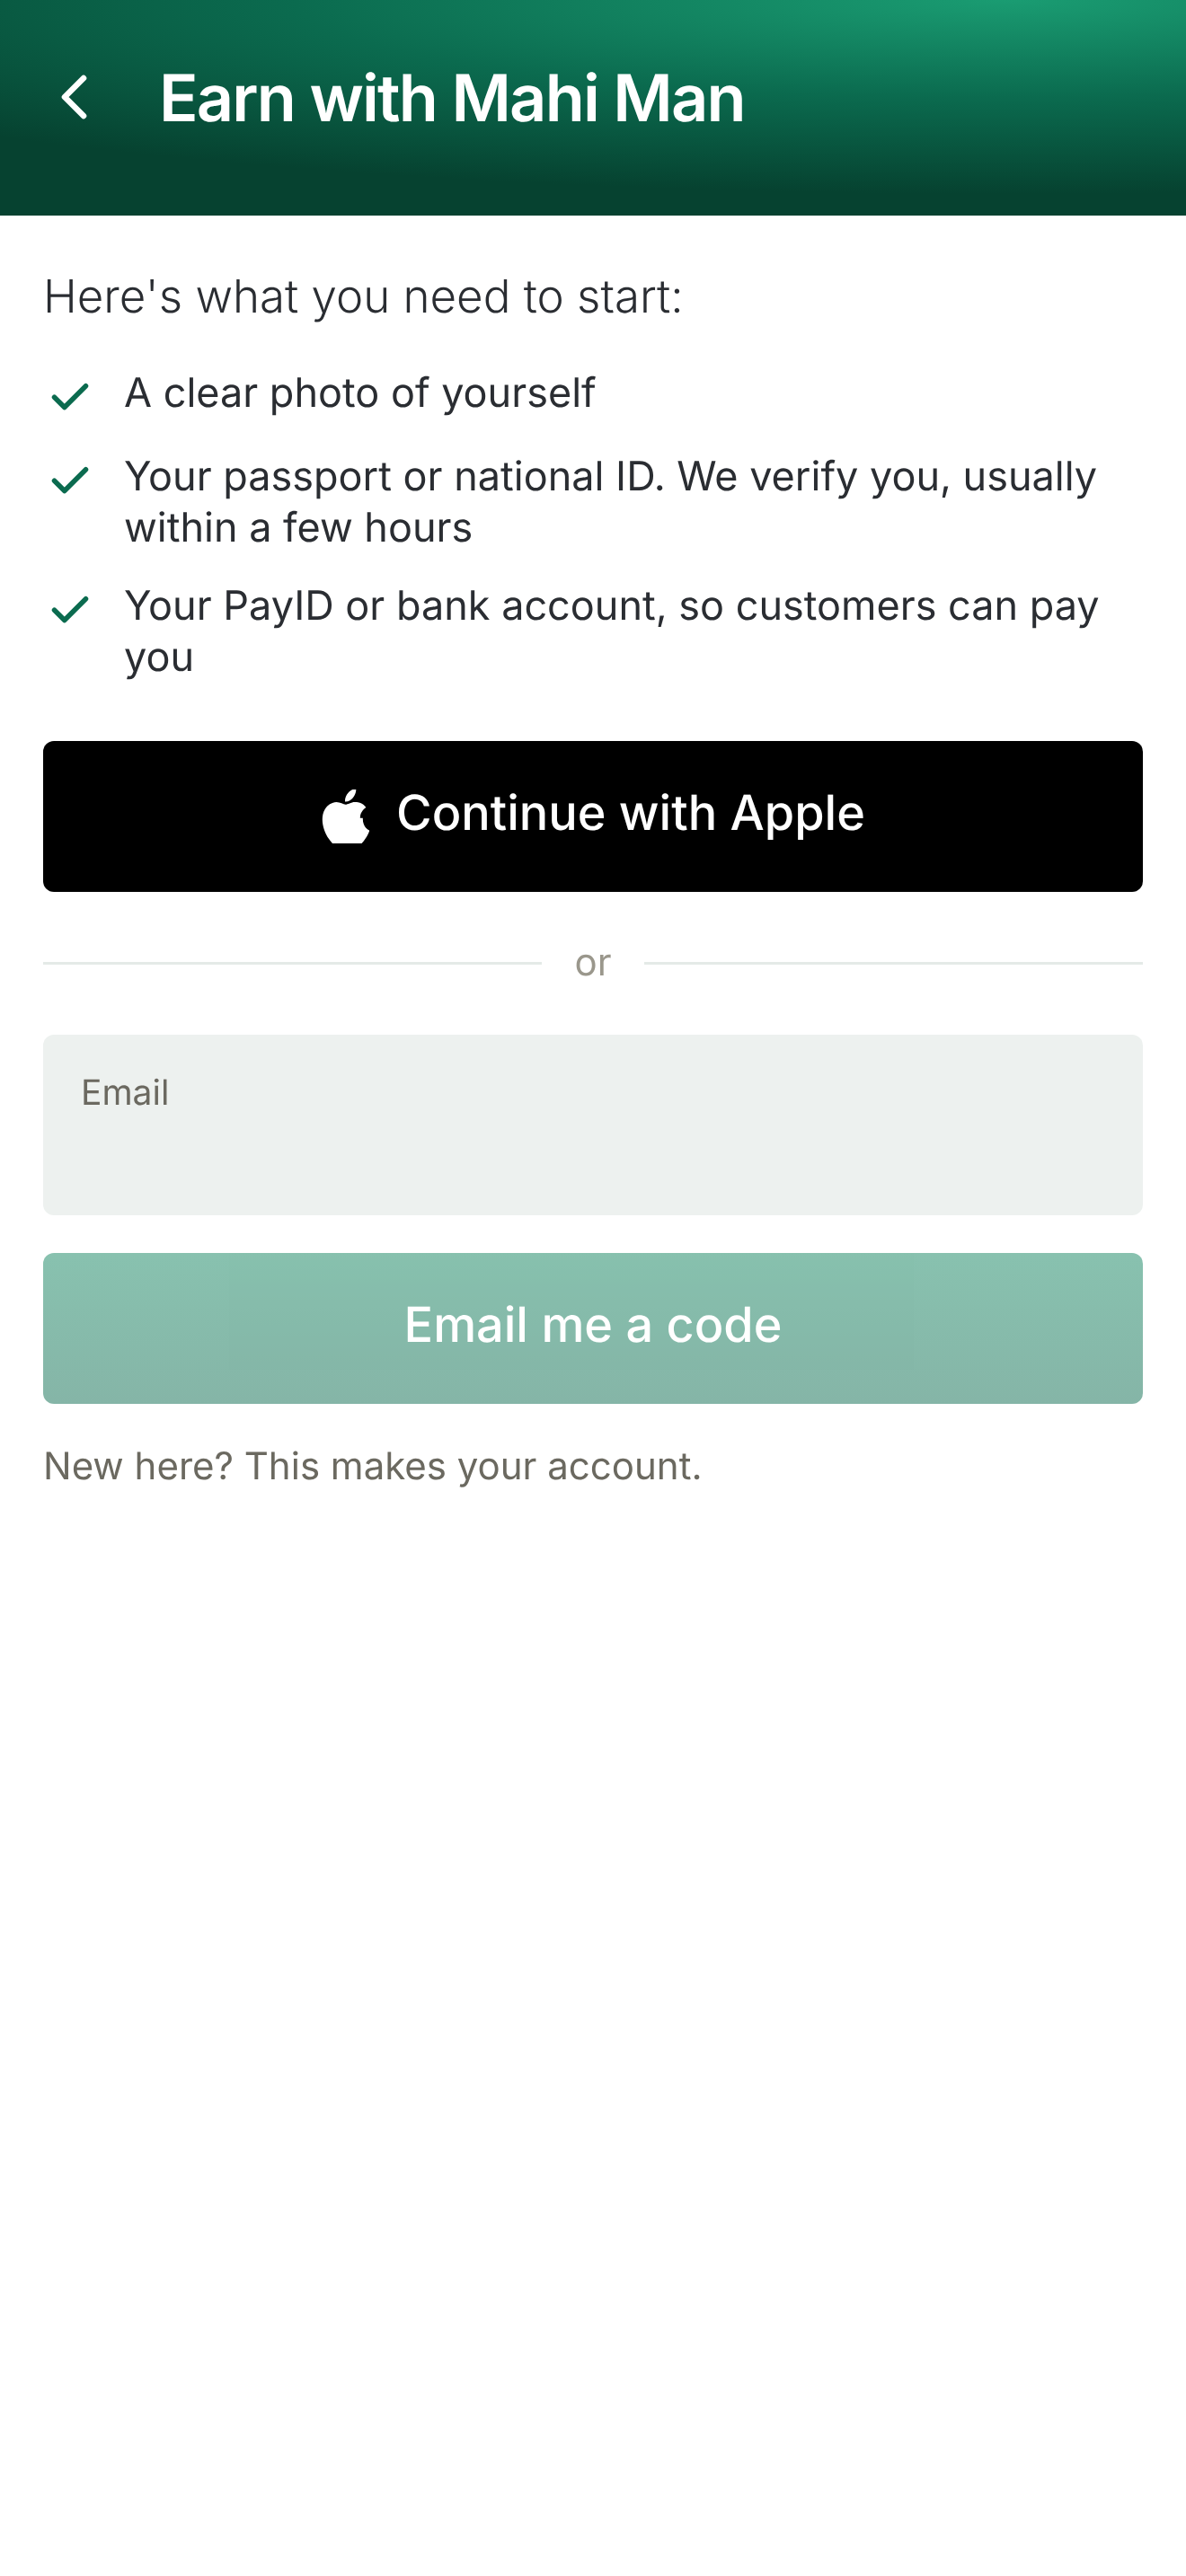 Earn with Mahi Man
Here's what you need to start:
A clear photo of yourself
Your passport or national ID. We verify you, usually
within a few hours
Your PayID or bank account, so customers can pay
you
Continue with Apple
or
Email
Email me a code
New here? This makes your account.